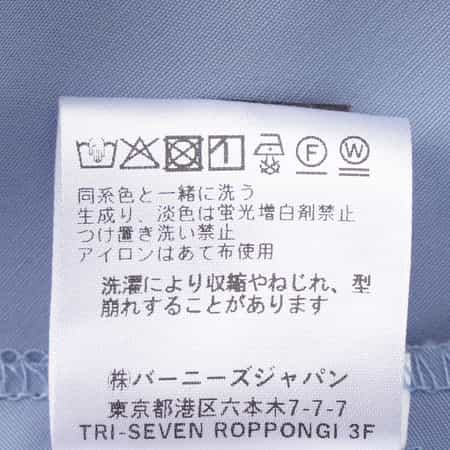 F W
同系色と一緒に洗う
生成り、淡色は蛍光増白剤禁止
つけ置き洗い禁止
アイロンはあて布使用
洗濯により収縮やねじれ、型
崩れすることがあります
㈱バーニーズジャパン
東京都港区六本木7-7-7
TRI-SEVEN ROPPONGI 3F